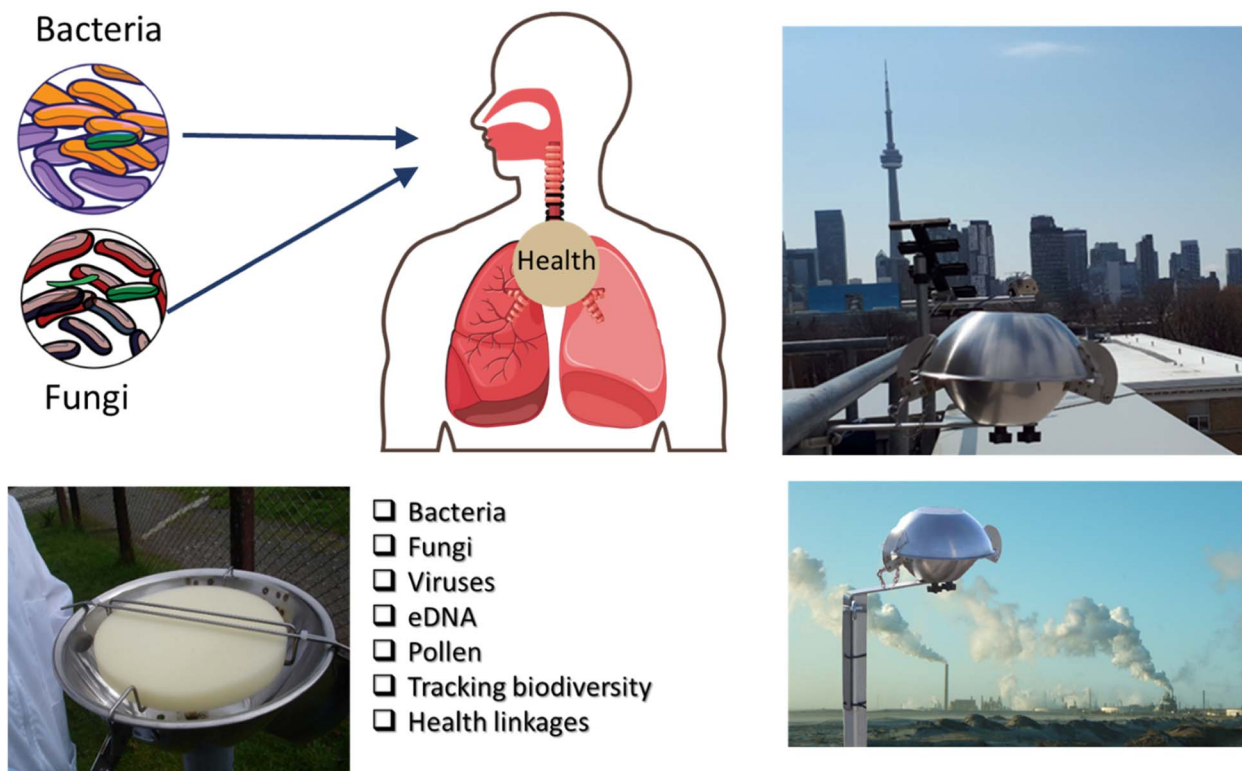 Bacteria
Fungi
Health
❑ Bacteria
❑ Fungi
❑ Viruses
❑ eDNA
❑ Pollen
❑ Tracking biodiversity
❑ Health linkages